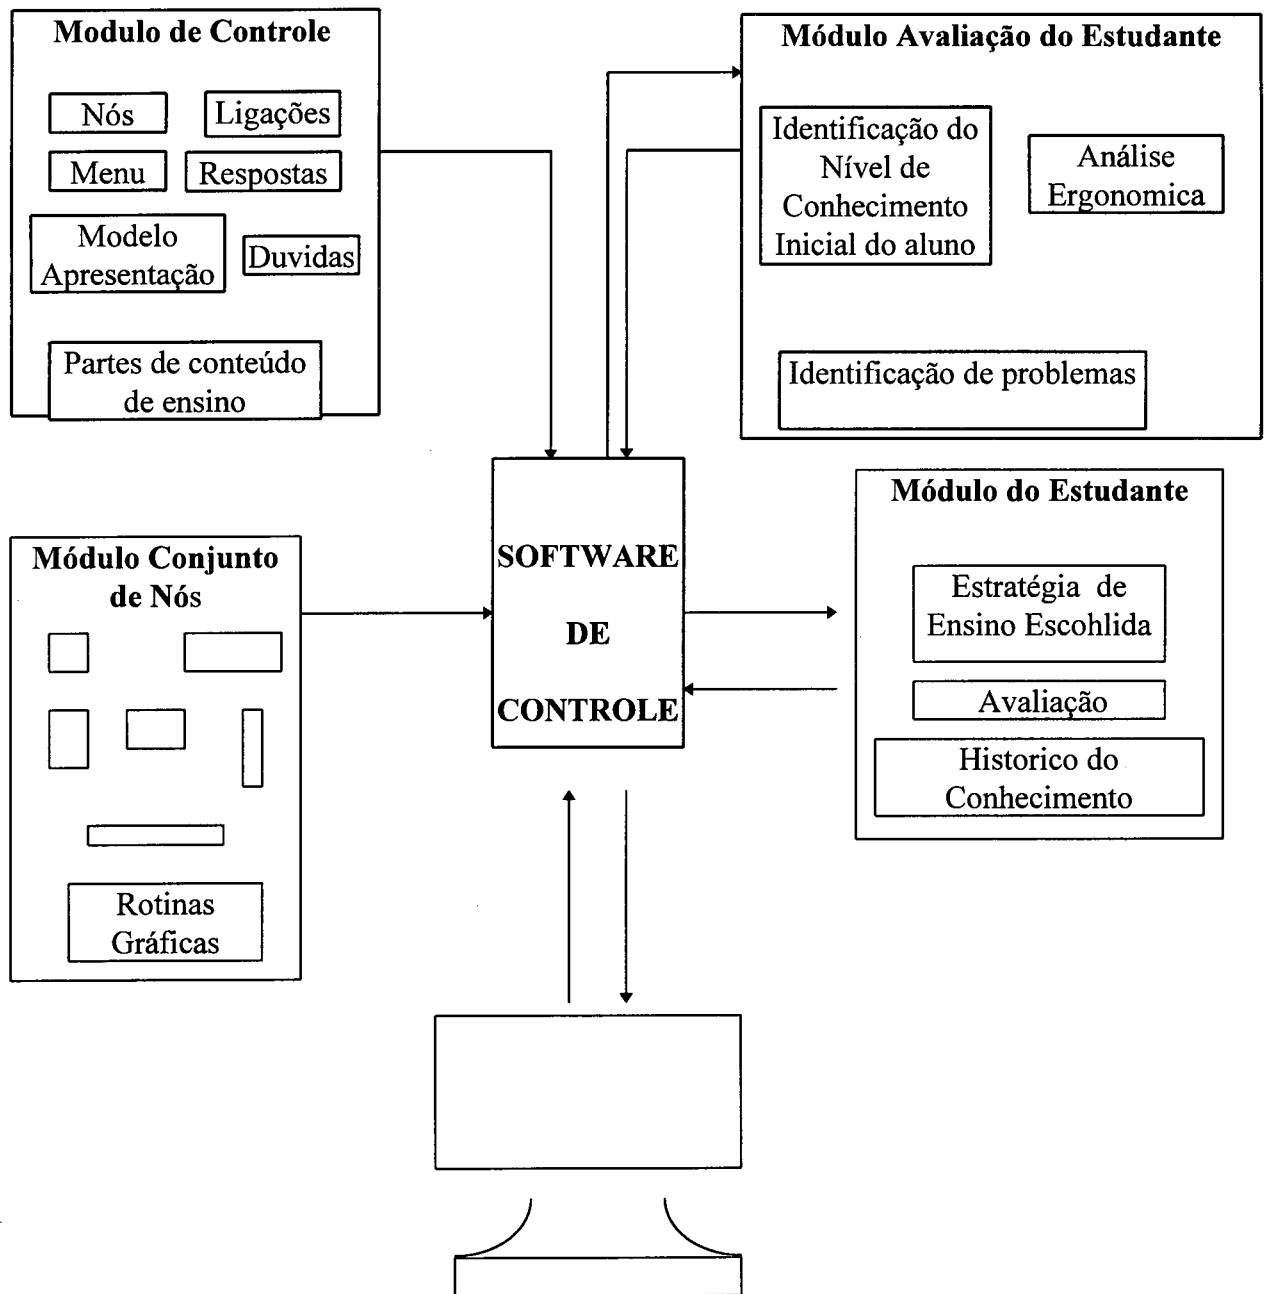 Modulo de Controle
Nós
Ligações
Menu
Respostas
Modelo
Apresentação
Duvidas
Partes de conteúdo
de ensino
Módulo Avaliação do Estudante
Identificação do
Nível de
Conhecimento
Inicial do aluno
Análise
Ergonomica
Identificação de problemas
Módulo Conjunto
de Nós
Rotinas
Gráficas
SOFTWARE
DE
CONTROLE
Módulo do Estudante
Estratégia de
Ensino Escohlida
Avaliação
Historico do
Conhecimento